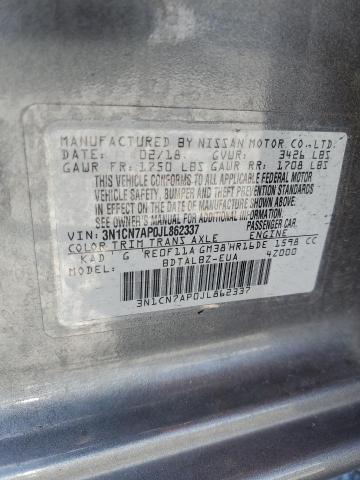 MANUFACTURED BY NISSAN MOTOR CO.,LTD.
DATE: 02/18 GVWR: 3426 LBS
GAWR FR: 1750 LBS GAWR RR: 1708 LBS
THIS VEHICLE CONFORMS TO ALL APPLICABLE FEDERAL MOTOR
VEHICLE SAFETY, BUMPER AND THEFT PREVENTION STANDARDS
IN EFFECT ON THE DATE OF MANUFACTURE SHOWN ABOVE.
SEE OWNER'S MANUAL FOR ADDITIONAL INFORMATION
VIN: 3N1CN7AP0JL862337 PASSENGER CAR
COLOR TRIM TRANS AXLE ENGINE
KAD G RE0F11A GM38 HR16DE 1598 CC
MODEL: BDTALBZ-EUA 4Z000
3N1CN7AP0JL862337